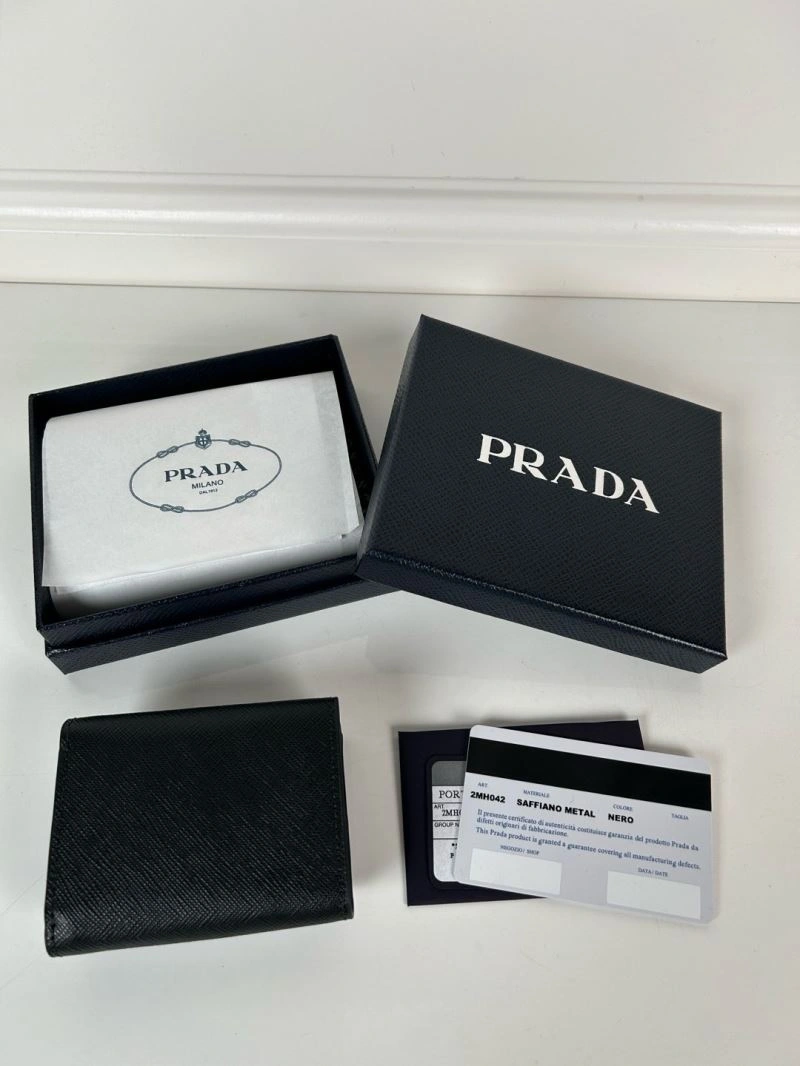 PRADA
MILANO
DAL 1913
PRADA
POR
ART.
2MH0
GROUP N
ART.
MATERIALE
COLORE
TAGLIA
2MH042 SAFFIANO METAL NERO
Il presente certificato di autenticità costituisce garanzia del prodotto Prada da
difetti originari di fabbricazione.
This Prada product is granted a guarantee covering all manufacturing defects.
NEGOZIO / SHOP
DATA / DATE